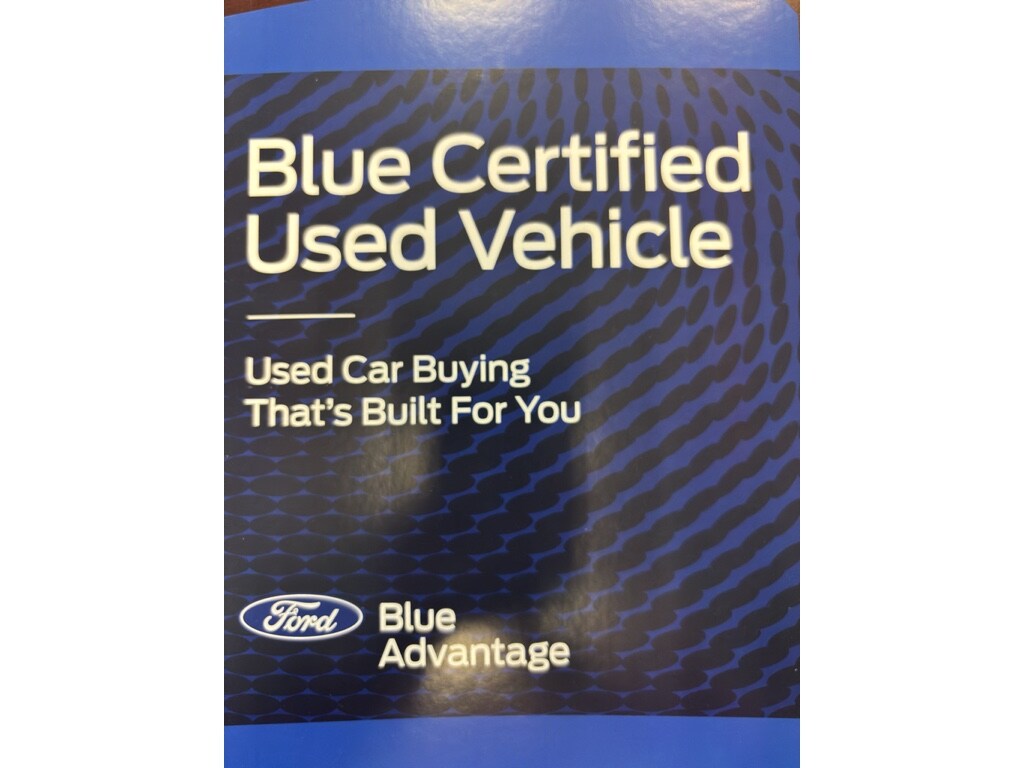 Blue Certified
Used Vehicle
Used Car Buying
That's Built For You
Ford
Blue
Advantage